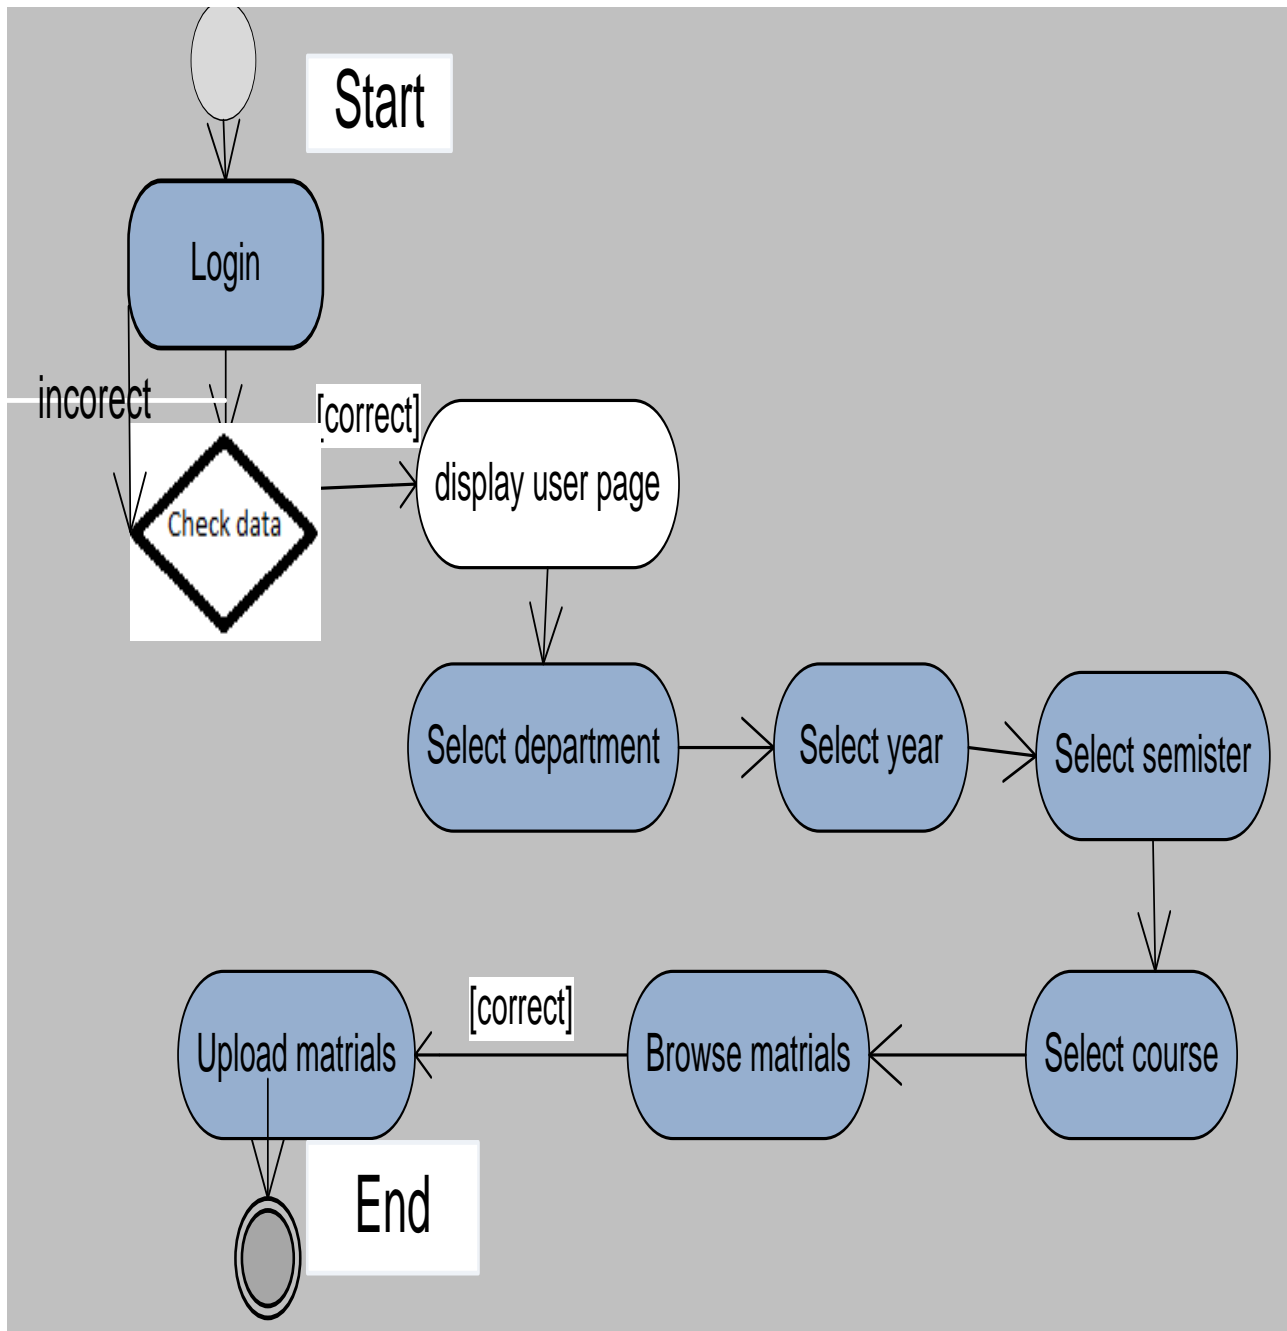 Start
Login
incorect
[correct]
display user page
Check data
Select department
Select year
Select semister
[correct]
Upload matrials
Browse matrials
Select course
End